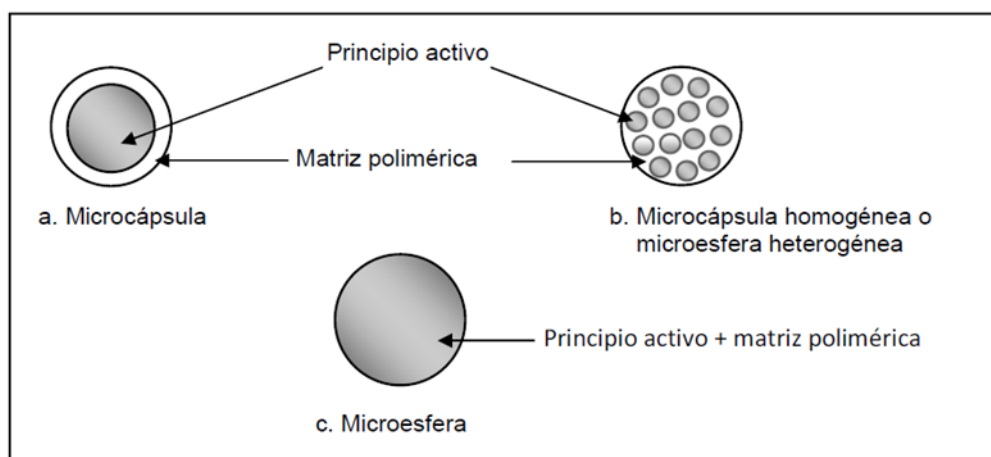 Principio activo
Matriz polimérica
a. Microcápsula
b. Microcápsula homogénea o
microesfera heterogénea
Principio activo + matriz polimérica
c. Microesfera